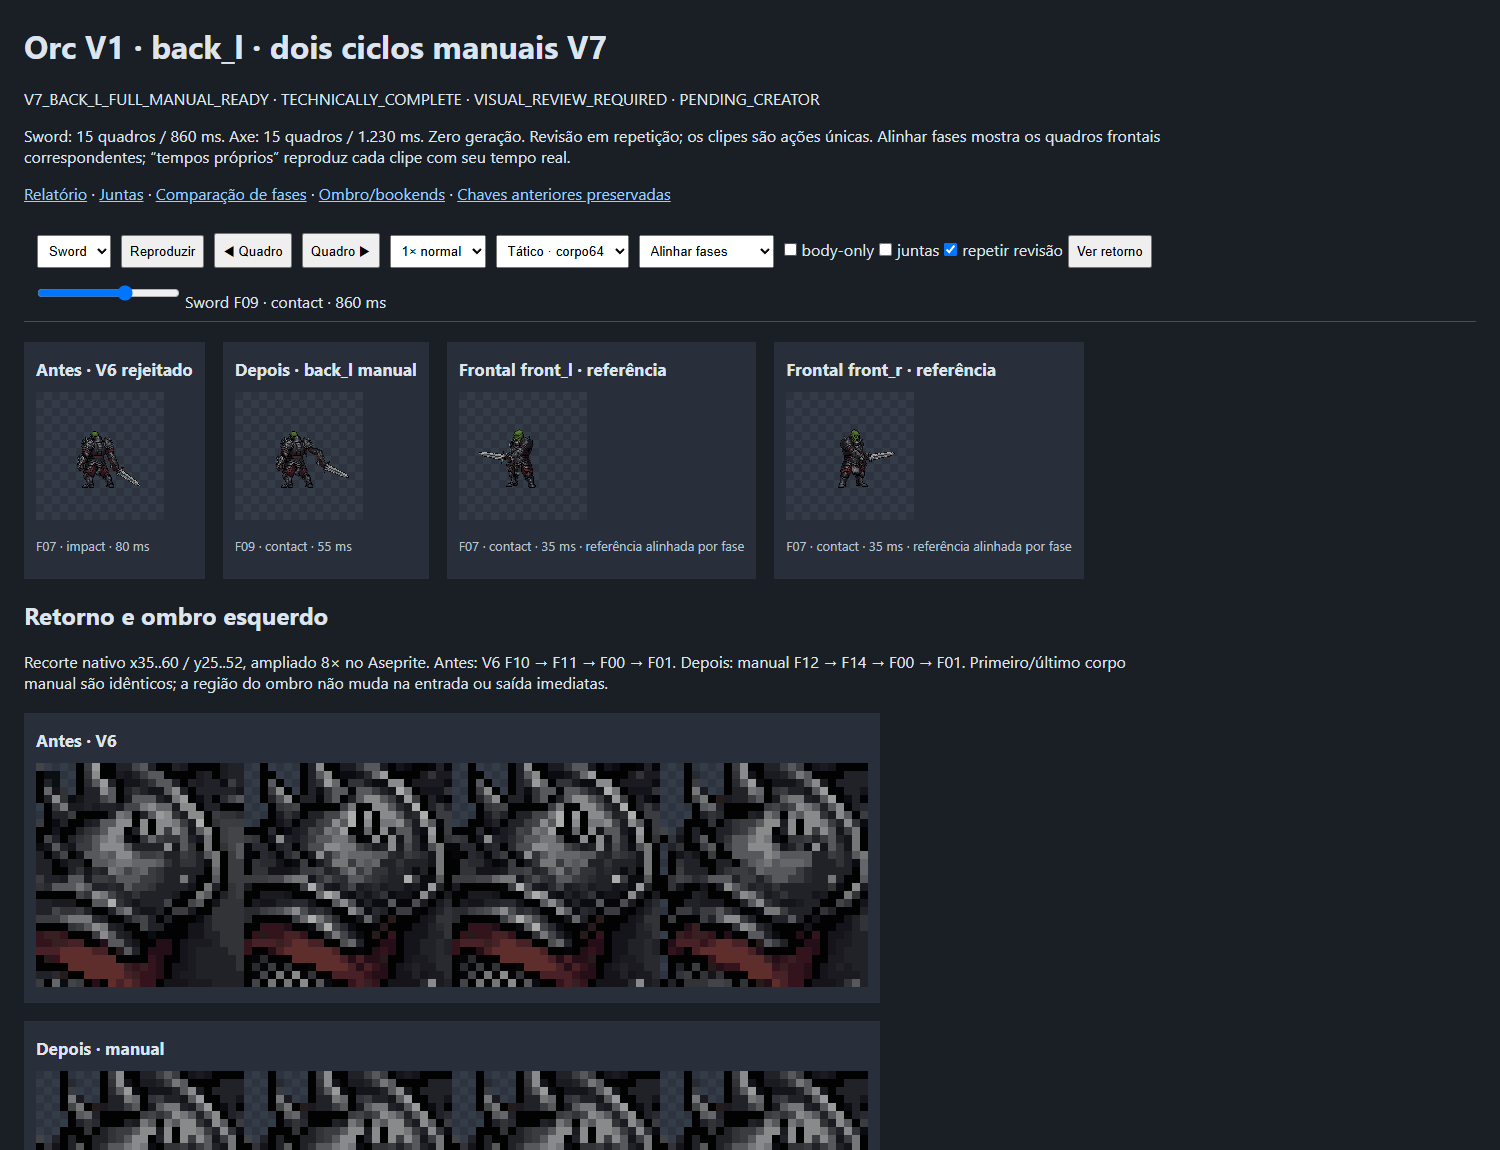 Orc V1 · back_l · dois ciclos manuais V7
V7_BACK_L_FULL_MANUAL_READY · TECHNICALLY_COMPLETE · VISUAL_REVIEW_REQUIRED · PENDING_CREATOR
Sword: 15 quadros / 860 ms. Axe: 15 quadros / 1.230 ms. Zero geração. Revisão em repetição; os clipes são ações únicas. Alinhar fases mostra os quadros frontais
correspondentes; “tempos próprios” reproduz cada clipe com seu tempo real.
Relatório · Juntas · Comparação de fases · Ombro/bookends · Chaves anteriores preservadas
Sword Reproduzir ◀ Quadro Quadro ▶ 1× normal Tático · corpo64 Alinhar fases body-only juntas repetir revisão Ver retorno
Sword F09 · contact · 860 ms
Antes · V6 rejeitado
F07 · impact · 80 ms
Depois · back_l manual
F09 · contact · 55 ms
Frontal front_l · referência
F07 · contact · 35 ms · referência alinhada por fase
Frontal front_r · referência
F07 · contact · 35 ms · referência alinhada por fase
Retorno e ombro esquerdo
Recorte nativo x35..60 / y25..52, ampliado 8× no Aseprite. Antes: V6 F10 → F11 → F00 → F01. Depois: manual F12 → F14 → F00 → F01. Primeiro/último corpo
manual são idênticos; a região do ombro não muda na entrada ou saída imediatas.
Antes · V6
Depois · manual